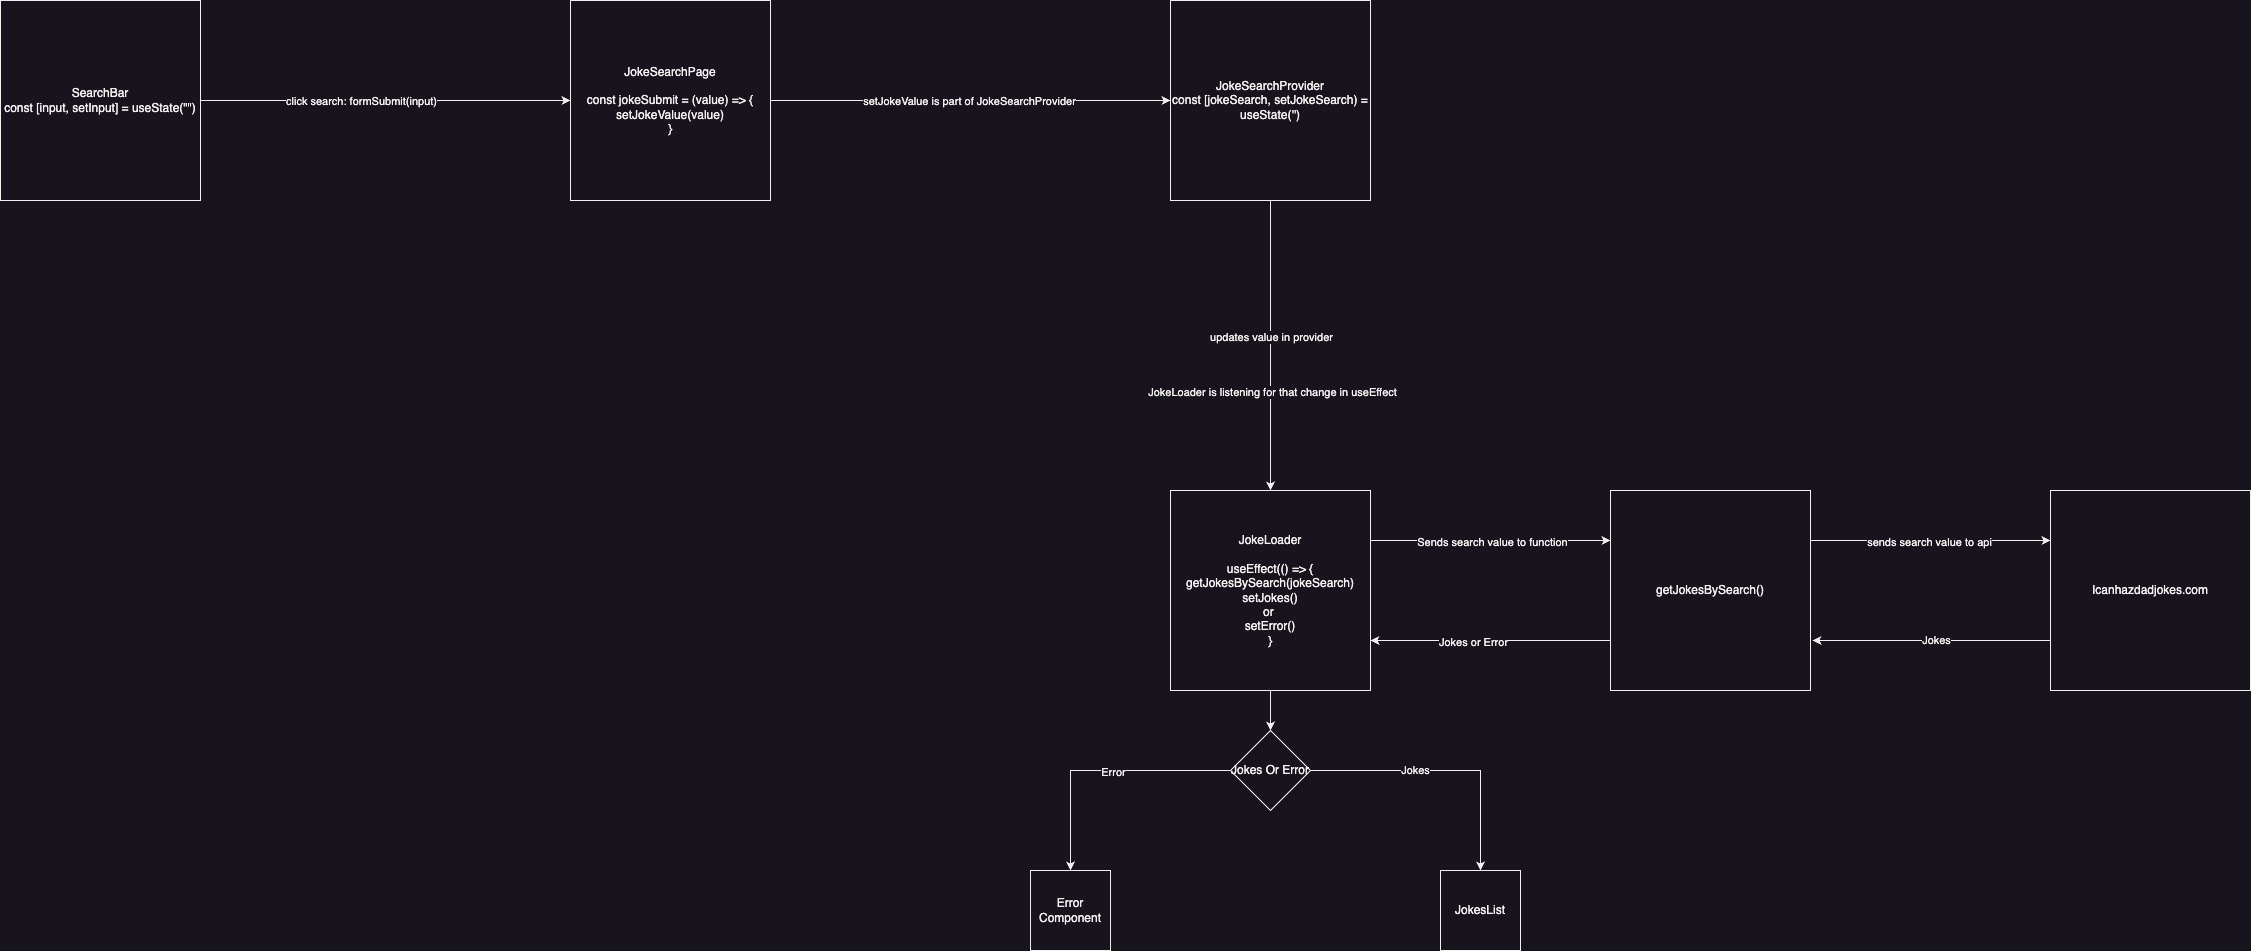 SearchBar
const [input, setInput] = useState("")
click search: formSubmit(input)
JokeSearchPage
const jokeSubmit = (value) => {
setJokeValue(value)
}
setJokeValue is part of JokeSearchProvider
JokeSearchProvider
const [jokeSearch, setJokeSearch) =
useState('')
updates value in provider
JokeLoader is listening for that change in useEffect
JokeLoader
useEffect(() => {
getJokesBySearch(jokeSearch)
setJokes()
or
setError()
}
Sends search value to function
Jokes or Error
getJokesBySearch()
sends search value to api
Jokes
Icanhazdadjokes.com
Jokes Or Error
Error
Jokes
Error
Component
JokesList